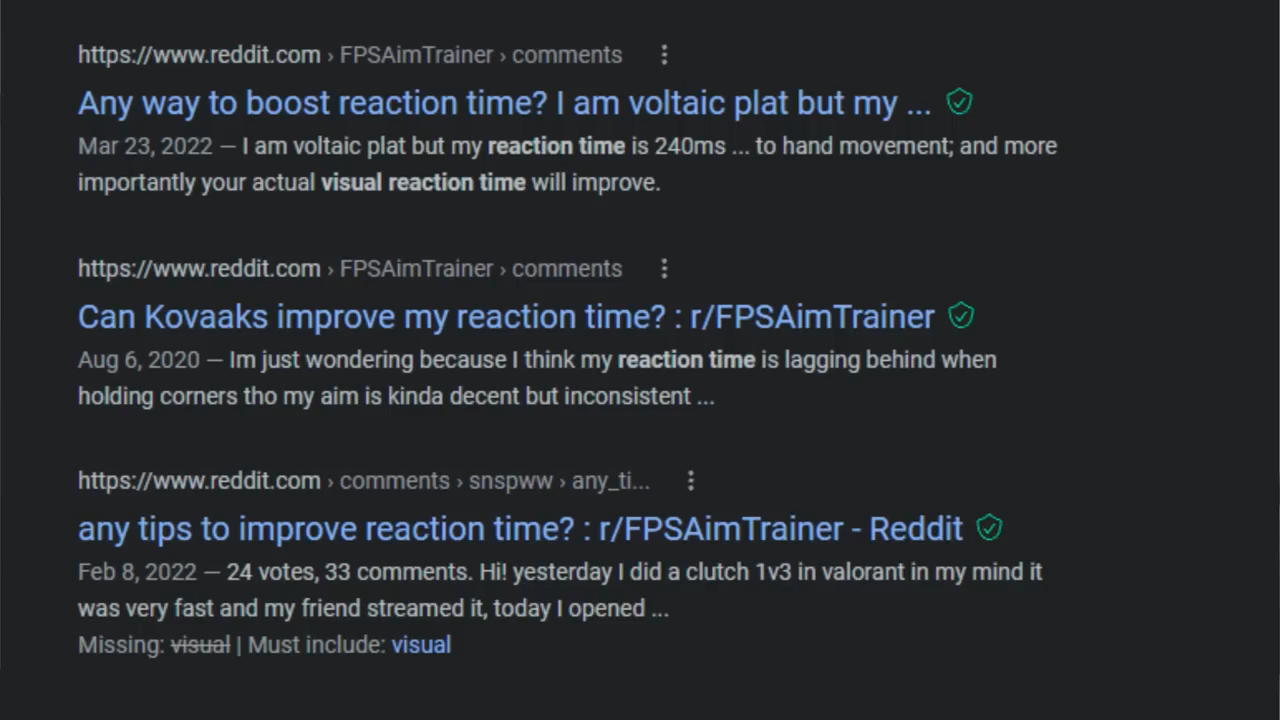 https://www.reddit.com › FPSAimTrainer › comments
Any way to boost reaction time? I am voltaic plat but my ...
Mar 23, 2022 — I am voltaic plat but my reaction time is 240ms ... to hand movement; and more
importantly your actual visual reaction time will improve.
https://www.reddit.com › FPSAimTrainer › comments
Can Kovaaks improve my reaction time? : r/FPSAimTrainer
Aug 6, 2020 — Im just wondering because I think my reaction time is lagging behind when
holding corners tho my aim is kinda decent but inconsistent ...
https://www.reddit.com › comments › snspww › any_ti...
any tips to improve reaction time? : r/FPSAimTrainer - Reddit
Feb 8, 2022 — 24 votes, 33 comments. Hi! yesterday I did a clutch 1v3 in valorant in my mind it
was very fast and my friend streamed it, today I opened ...
Missing: visual | Must include: visual